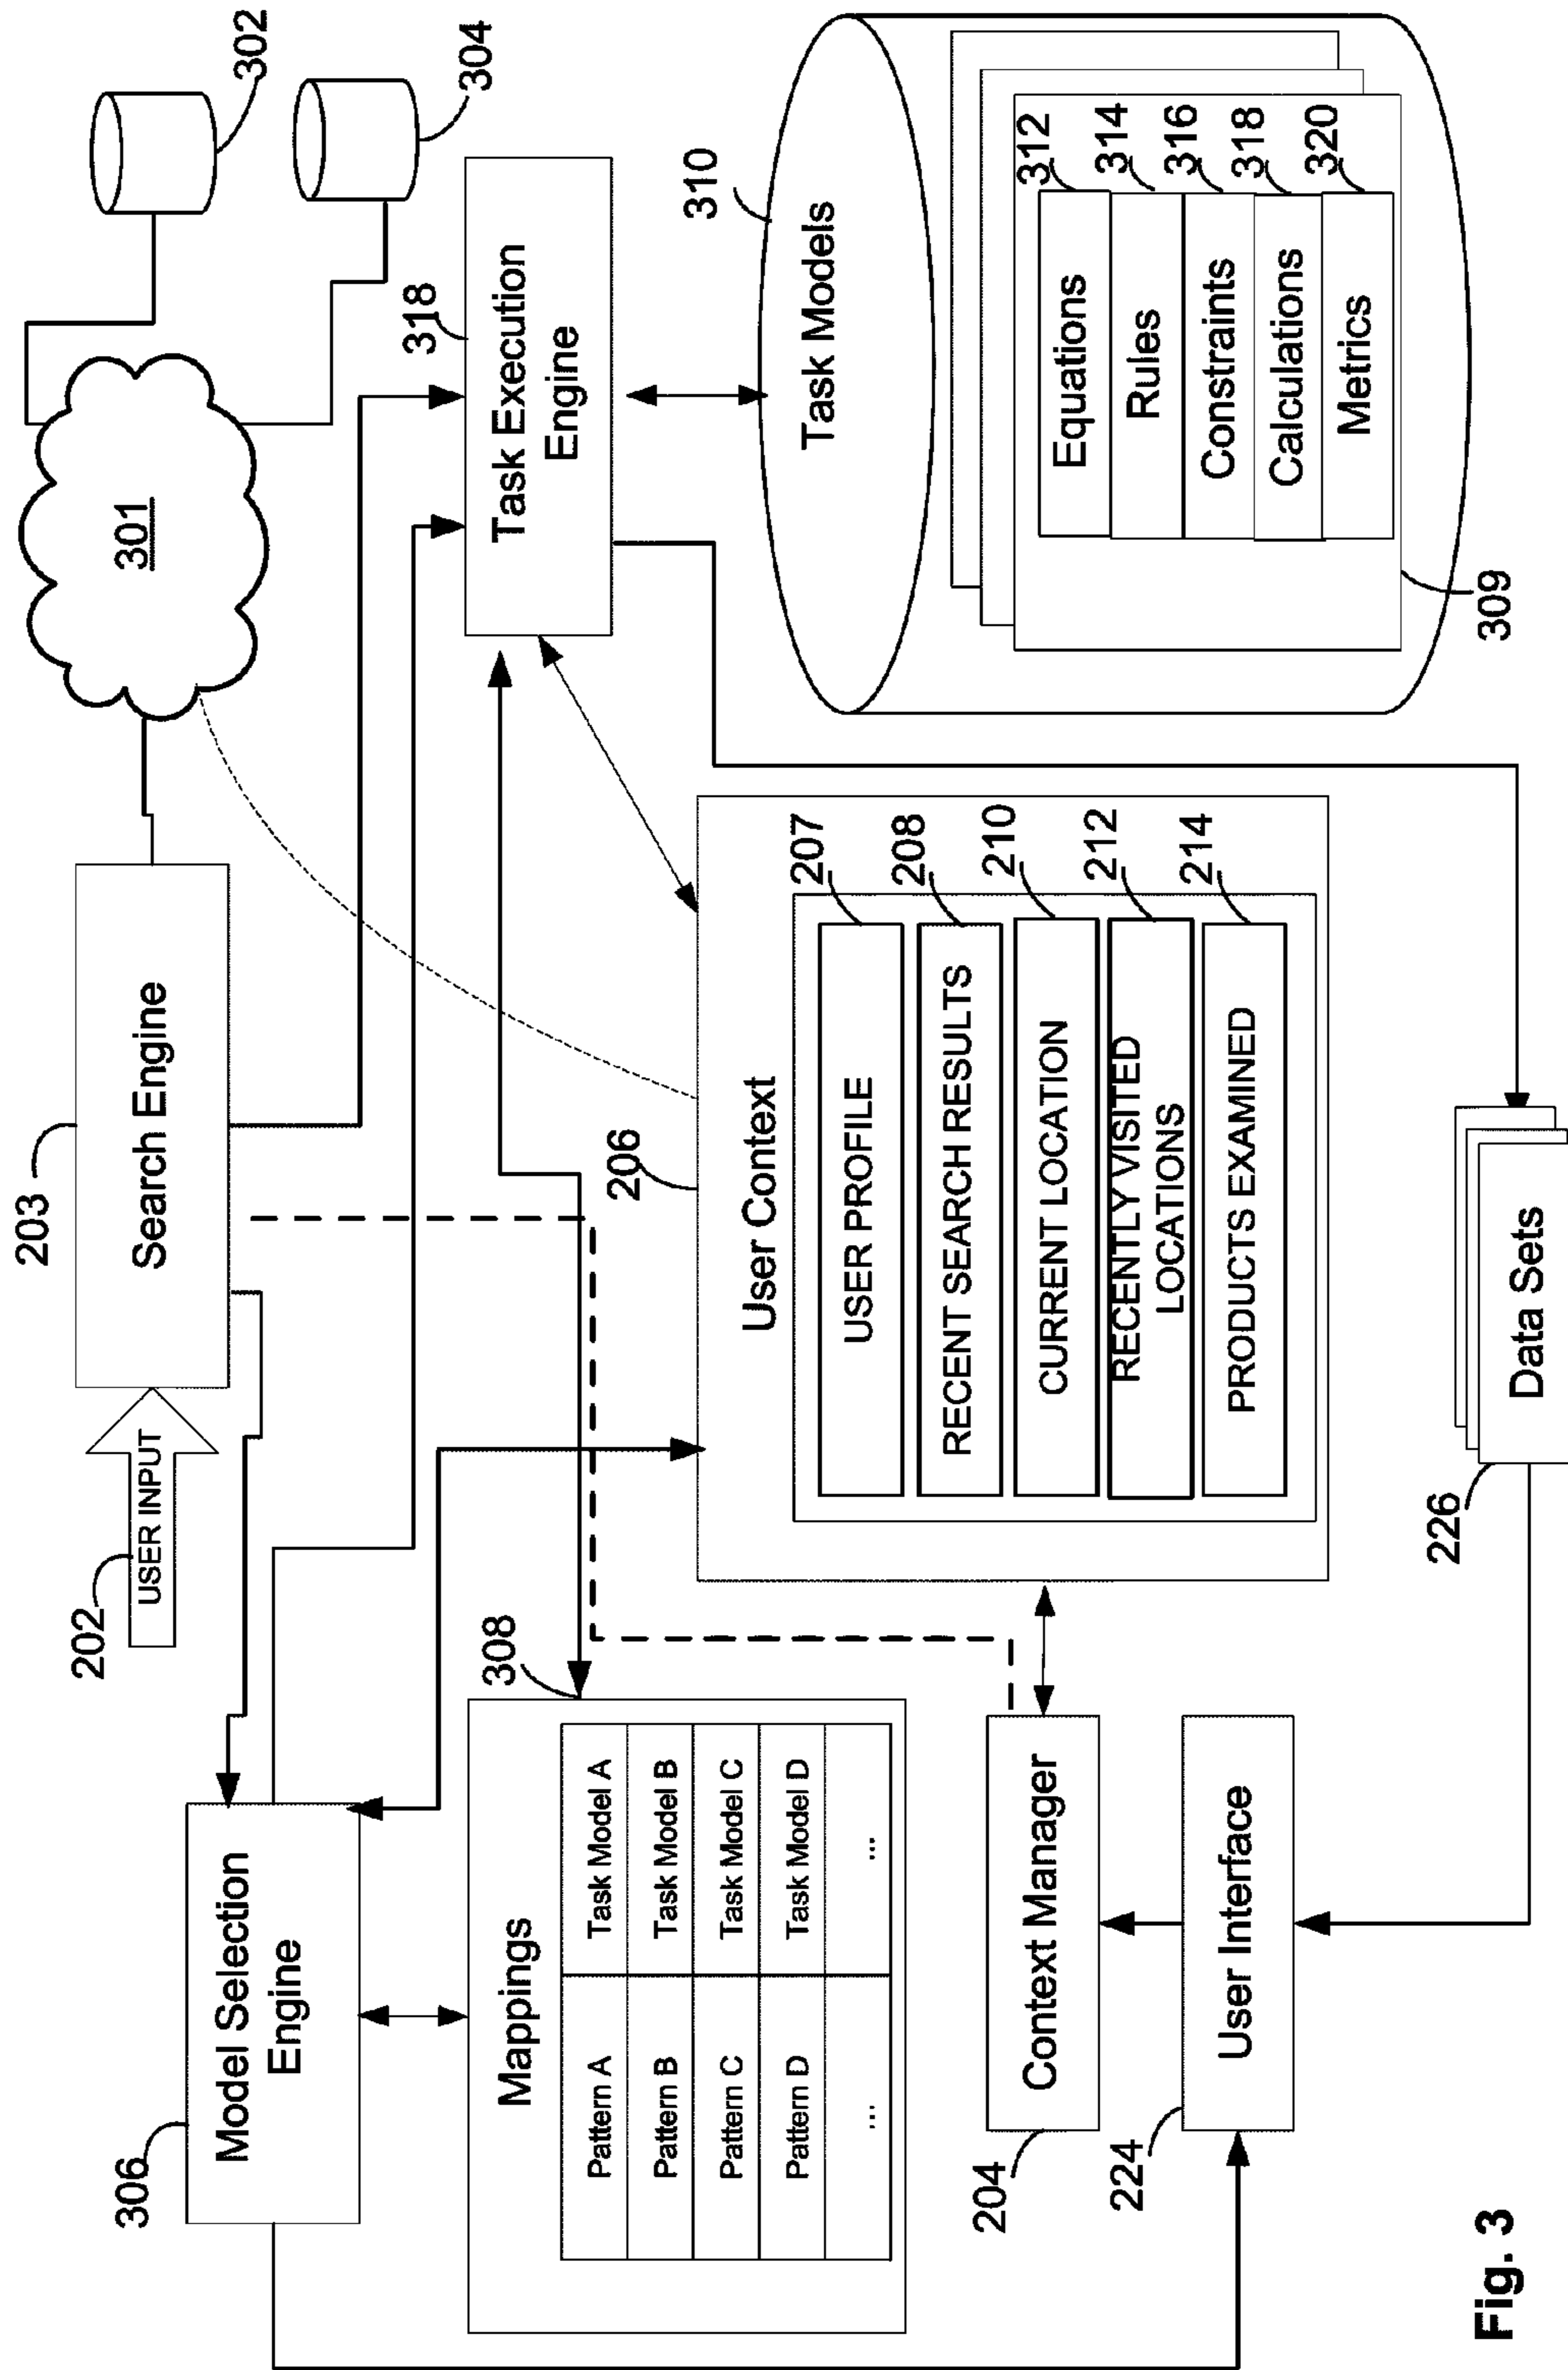 203
Search Engine
202
USER INPUT
301
302
304
306
Model Selection
Engine
318
Task Execution
Engine
308
Mappings
Pattern A
Task Model A
Pattern B
Task Model B
Pattern C
Task Model C
Pattern D
Task Model D
...
...
206
User Context
USER PROFILE
207
RECENT SEARCH RESULTS
208
CURRENT LOCATION
210
RECENTLY VISITED
LOCATIONS
212
PRODUCTS EXAMINED
214
310
Task Models
Equations
312
Rules
314
Constraints
316
Calculations
318
Metrics
320
309
204
Context Manager
224
User Interface
226
Data Sets
Fig. 3